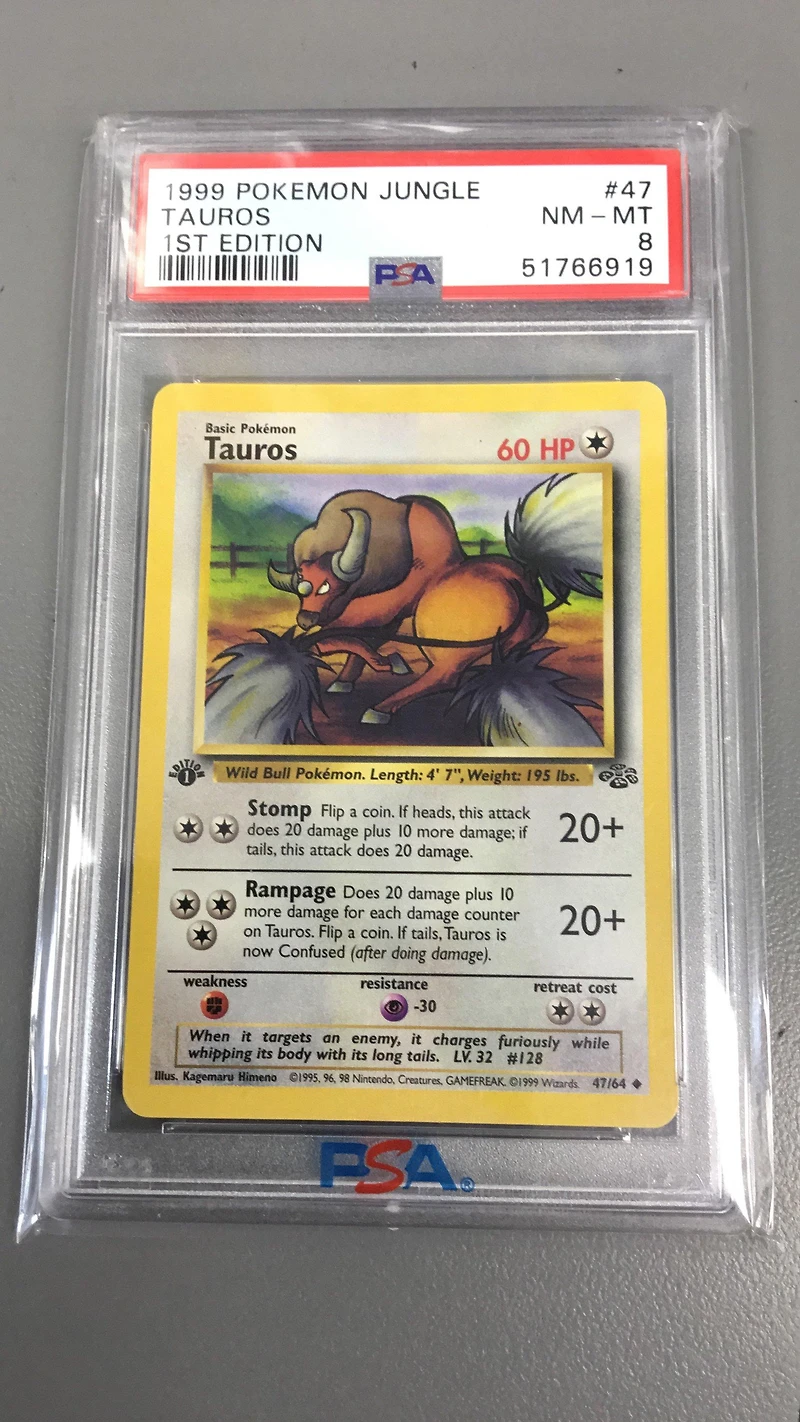 1999 POKEMON JUNGLE #47
TAUROS NM - MT
1ST EDITION 8
PSA 51766919
Basic Pokémon
Tauros 60 HP
EDITION 1
Wild Bull Pokémon. Length: 4' 7", Weight: 195 lbs.
Stomp Flip a coin. If heads, this attack
does 20 damage plus 10 more damage; if
tails, this attack does 20 damage.
20+
Rampage Does 20 damage plus 10
more damage for each damage counter
on Tauros. Flip a coin. If tails, Tauros is
now Confused (after doing damage).
20+
weakness resistance retreat cost
-30
When it targets an enemy, it charges furiously while
whipping its body with its long tails. LV. 32 #128
Illus. Kagemaru Himeno ©1995, 96, 98 Nintendo, Creatures, GAMEFREAK. ©1999 Wizards. 47/64
PSA®